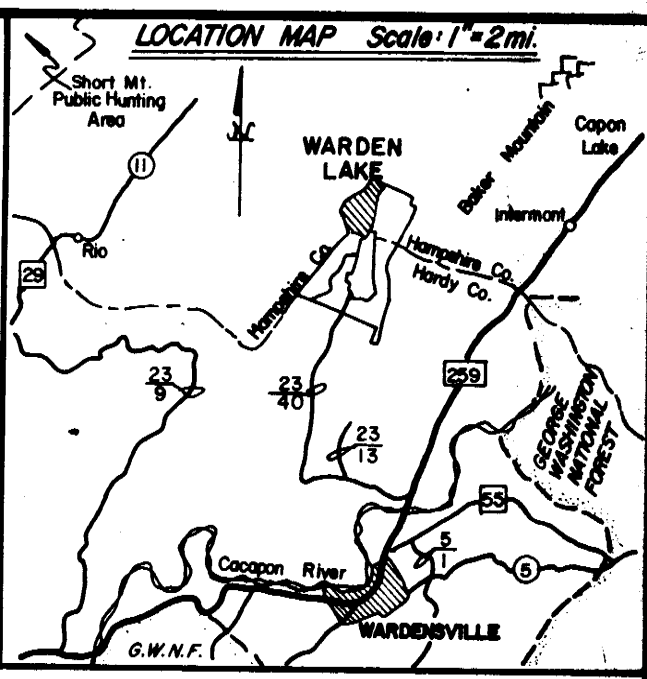 LOCATION MAP Scale: 1"=2mi.
Short Mt.
Public Hunting
Area
11
N
WARDEN
LAKE
Baker Mountain
Capon
Lake
Intermont
Rio
29
Hampshire Co.
Hampshire Co.
Hardy Co.
23
9
23
40
259
23
13
GEORGE
WASHINGTON
NATIONAL
FOREST
55
5
1
5
Cacapon River
WARDENSVILLE
G.W.N.F.